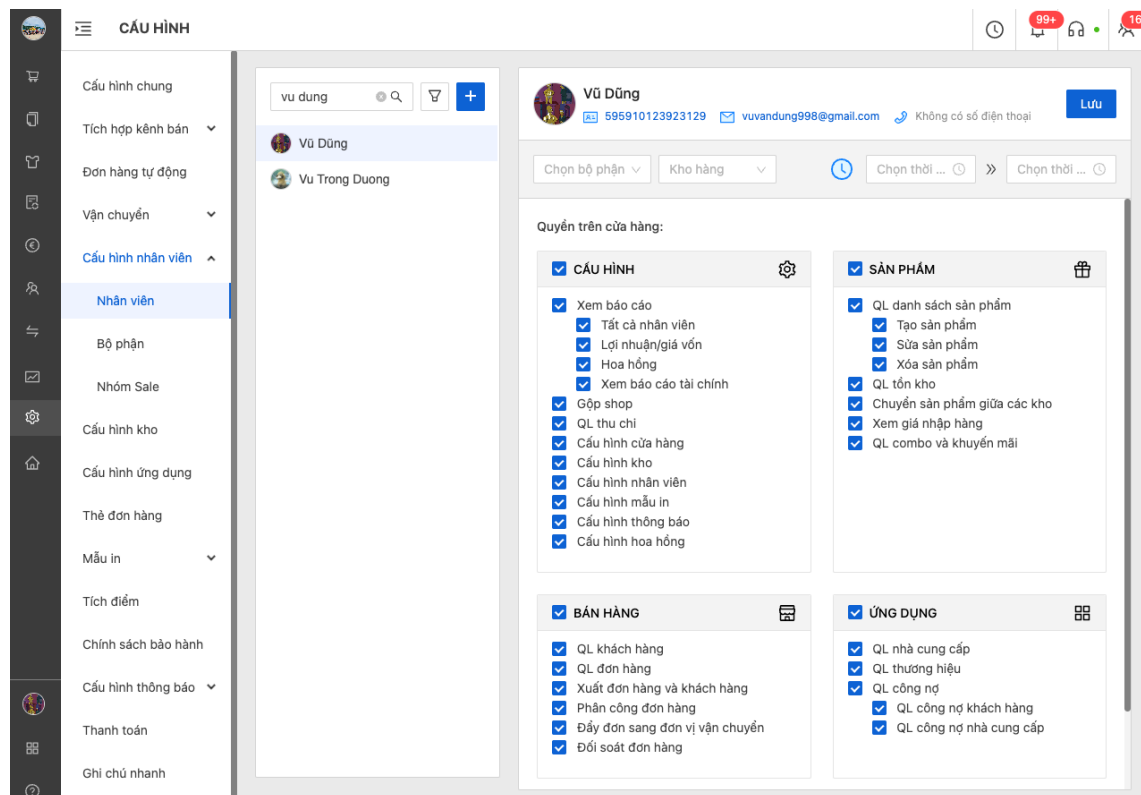 CẤU HÌNH
99+
16
Cấu hình chung
Tích hợp kênh bán
Đơn hàng tự động
Vận chuyển
Cấu hình nhân viên
Nhân viên
Bộ phận
Nhóm Sale
Cấu hình kho
Cấu hình ứng dụng
Thẻ đơn hàng
Mẫu in
Tích điểm
Chính sách bảo hành
Cấu hình thông báo
Thanh toán
Ghi chú nhanh
vu dung
Vũ Dũng
Vu Trong Duong
Vũ Dũng
595910123923129 vuvandung998@gmail.com Không có số điện thoại
Lưu
Chọn bộ phận Kho hàng Chọn thời ... Chọn thời ...
Quyền trên cửa hàng:
CẤU HÌNH
Xem báo cáo
Tất cả nhân viên
Lợi nhuận/giá vốn
Hoa hồng
Xem báo cáo tài chính
Gộp shop
QL thu chi
Cấu hình cửa hàng
Cấu hình kho
Cấu hình nhân viên
Cấu hình mẫu in
Cấu hình thông báo
Cấu hình hoa hồng
SẢN PHẨM
QL danh sách sản phẩm
Tạo sản phẩm
Sửa sản phẩm
Xóa sản phẩm
QL tồn kho
Chuyển sản phẩm giữa các kho
Xem giá nhập hàng
QL combo và khuyến mãi
BÁN HÀNG
QL khách hàng
QL đơn hàng
Xuất đơn hàng và khách hàng
Phân công đơn hàng
Đẩy đơn sang đơn vị vận chuyển
Đối soát đơn hàng
ỨNG DỤNG
QL nhà cung cấp
QL thương hiệu
QL công nợ
QL công nợ khách hàng
QL công nợ nhà cung cấp